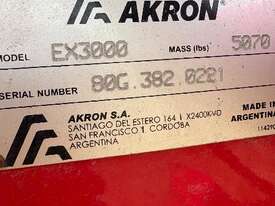 AKRON
MODEL EX3000 MASS (lbs) 5070
SERIAL NUMBER 80G.382.0221
AKRON S.A.
SANTIAGO DEL ESTERO 164 | X2400KVD
SAN FRANCISCO | CORDOBA
ARGENTINA
MADE IN
ARGENTINA